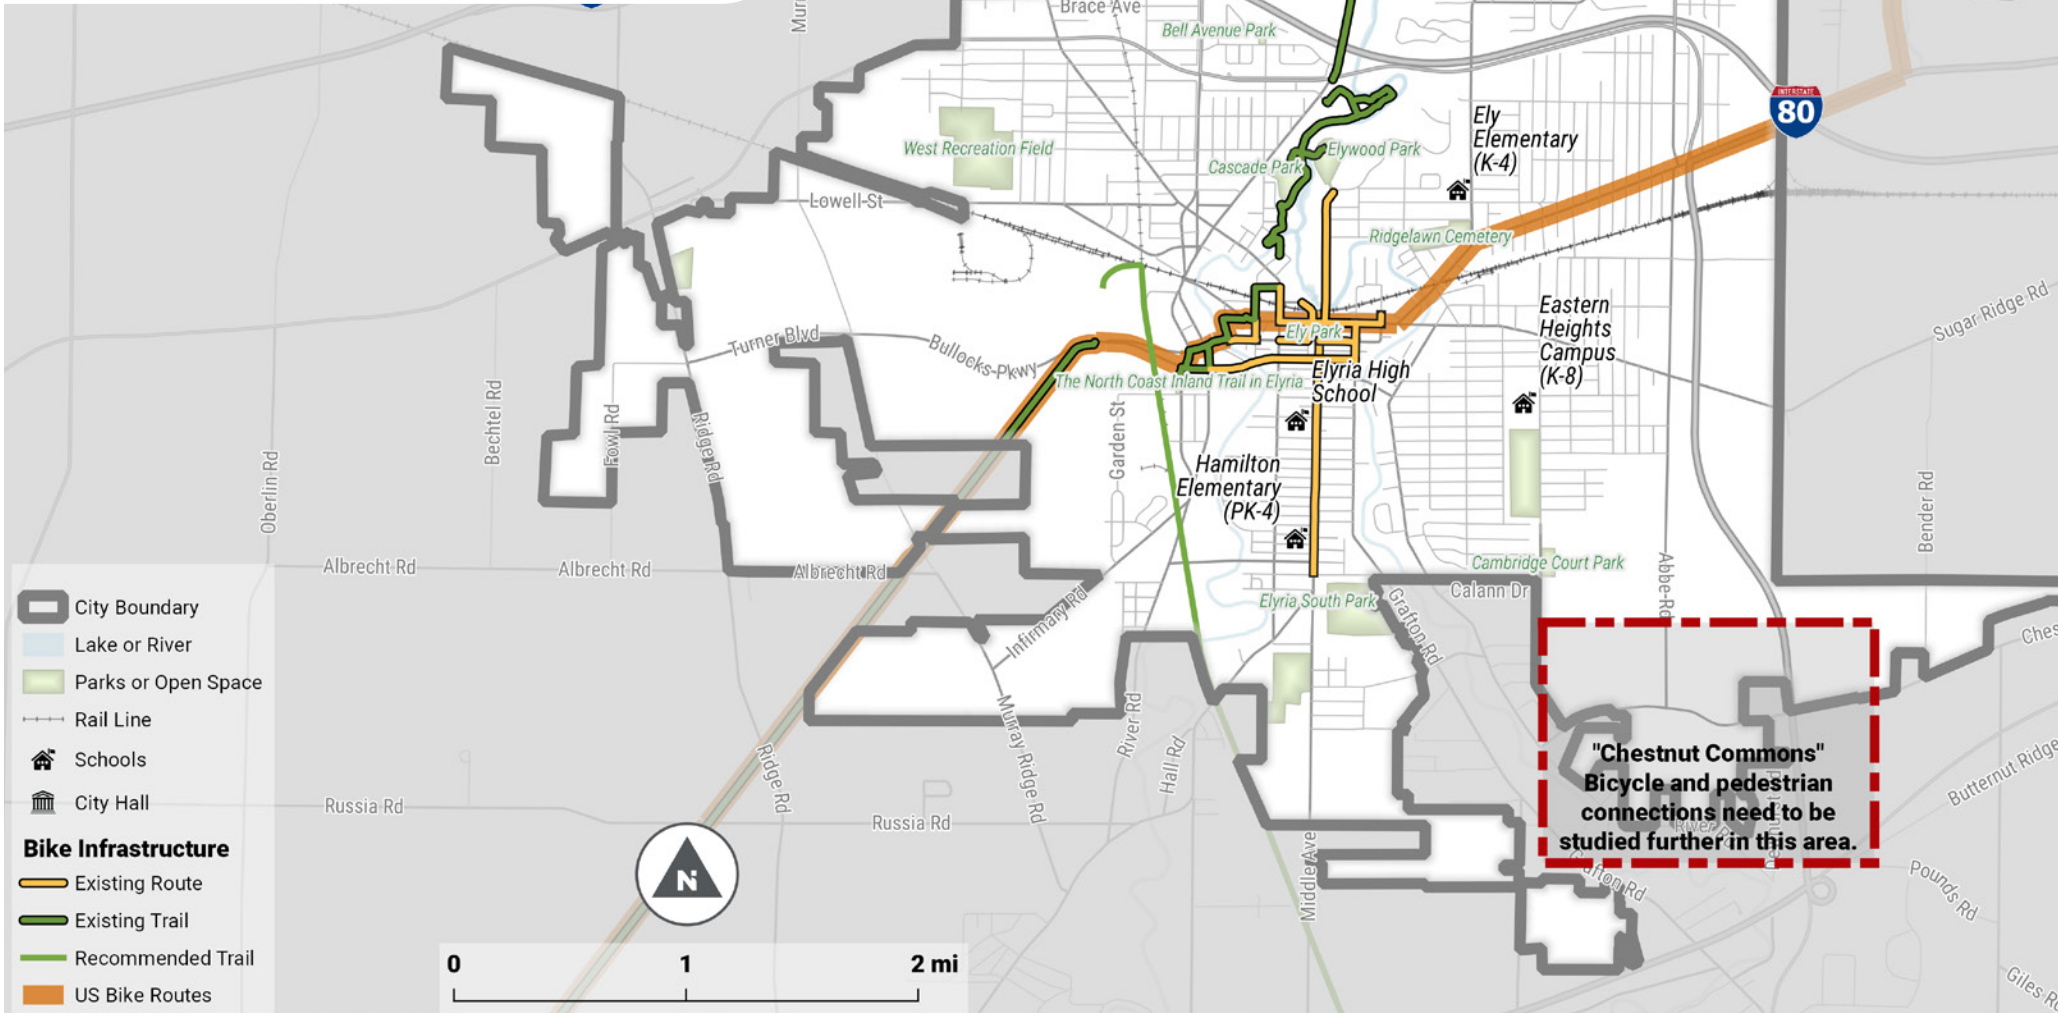 Brace Ave
Bell Avenue Park
INTERSTATE
80
Ely
Elementary
(K-4)
West Recreation Field
Elywood Park
Cascade Park
Lowell St
Ridgelawn Cemetery
Eastern
Heights
Campus
(K-8)
Sugar Ridge Rd
Turner Blvd
Bullocks Pkwy
Ely Park
The North Coast Inland Trail in Elyria
Elyria High
School
Bechtel Rd
Fowl Rd
Ridge Rd
Garden St
Oberlin Rd
Hamilton
Elementary
(PK-4)
Bender Rd
Albrecht Rd
Albrecht Rd
Albrecht Rd
Cambridge Court Park
Abbe Rd
Calann Dr
Elyria South Park
Grafton Rd
Infirmary Rd
River Rd
Hall Rd
Murray Ridge Rd
Ridge Rd
Russia Rd
Russia Rd
Middle Ave
Butternut Ridge
"Chestnut Commons"
Bicycle and pedestrian
connections need to be
studied further in this area.
River Rd
Grafton Rd
Pounds Rd
City Boundary
Lake or River
Parks or Open Space
Rail Line
Schools
City Hall
Bike Infrastructure
Existing Route
Existing Trail
Recommended Trail
US Bike Routes
N
0 1 2 mi